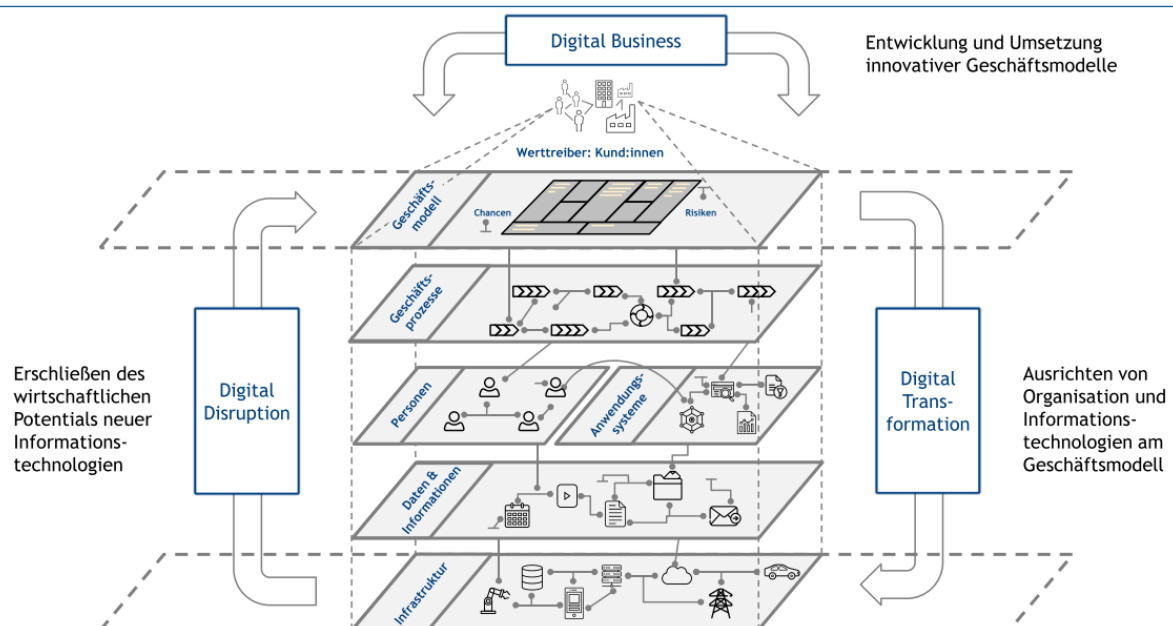 Digital Business
Entwicklung und Umsetzung
innovativer Geschäftsmodelle
Werttreiber: Kund:innen
Geschäfts-
modell
Chancen
Risiken
Geschäfts-
prozesse
Erschließen des
wirtschaftlichen
Potentials neuer
Informations-
technologien
Digital
Disruption
Personen
Anwendungs-
systeme
Digital
Trans-
formation
Ausrichten von
Organisation und
Informations-
technologien am
Geschäftsmodell
Daten &
Informationen
Infrastruktur